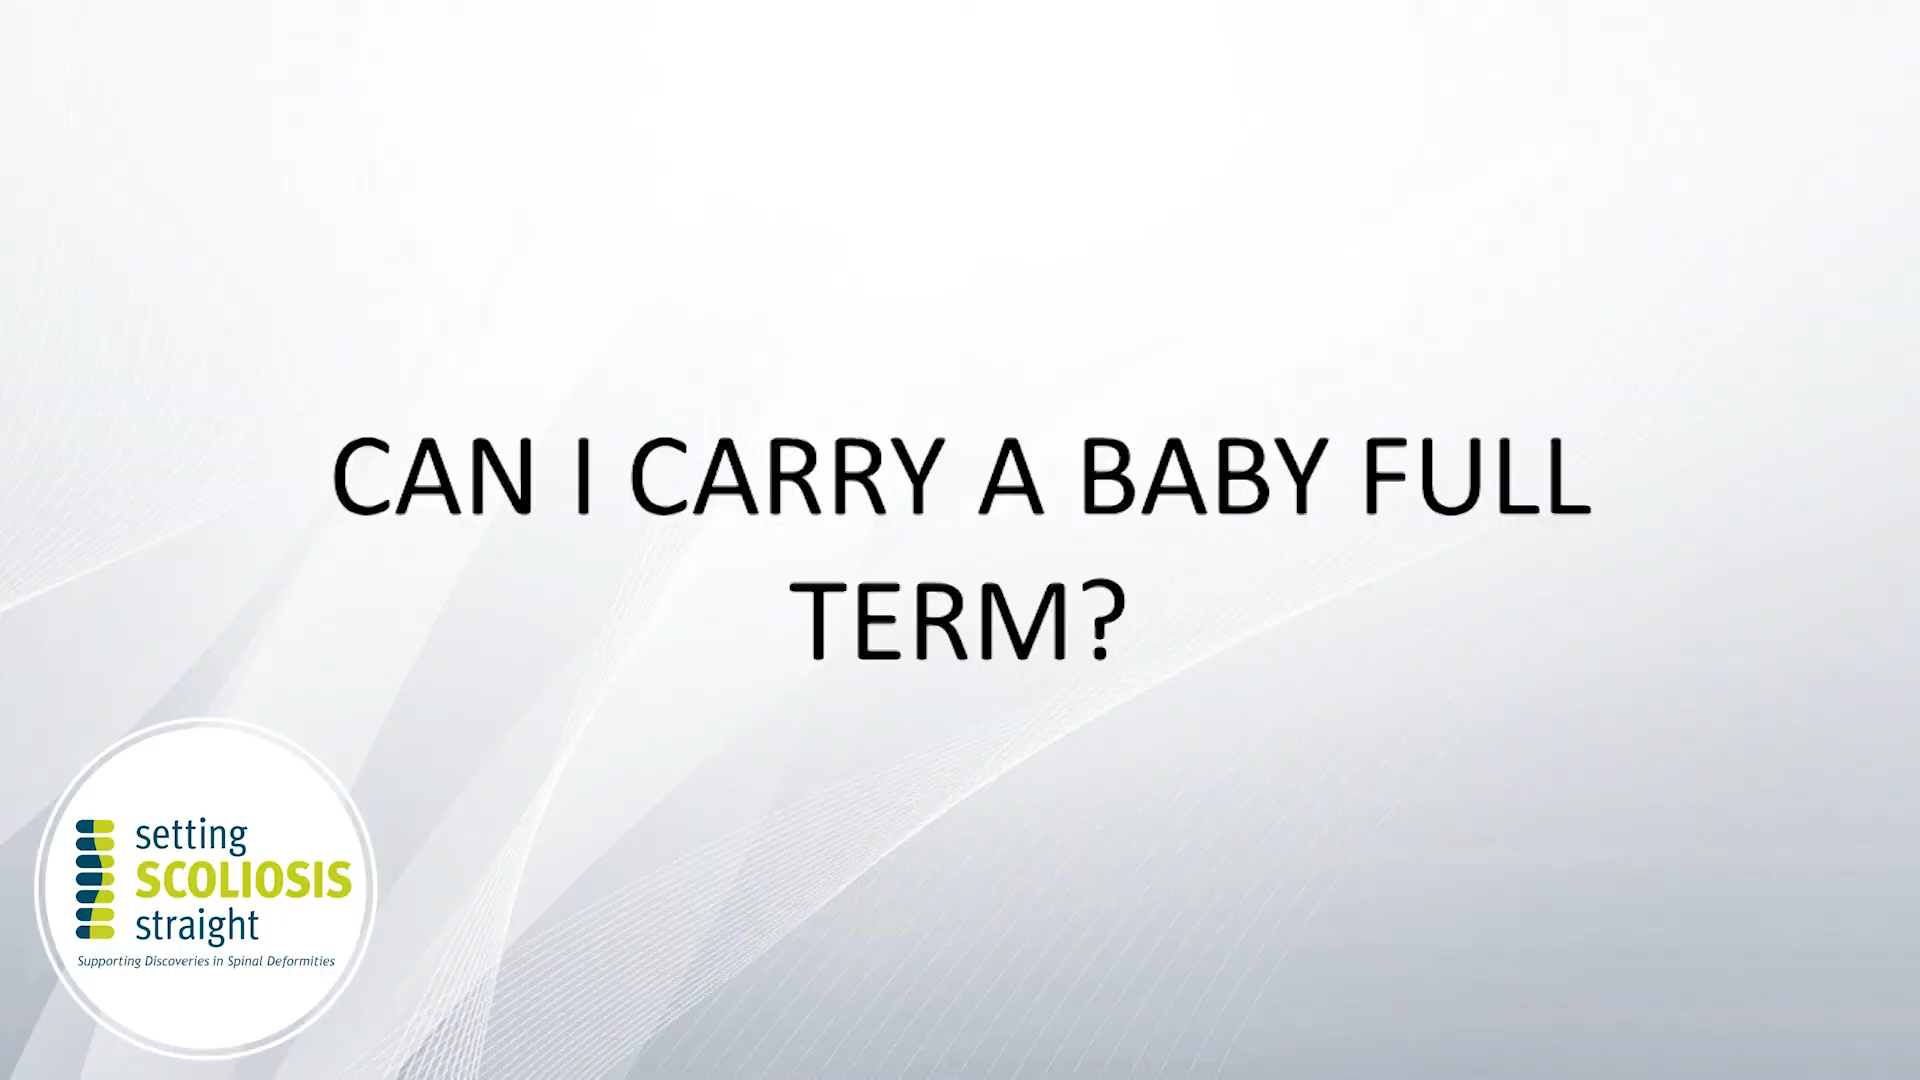 CAN I CARRY A BABY FULL
TERM?
setting
SCOLIOSIS
straight
Supporting Discoveries in Spinal Deformities